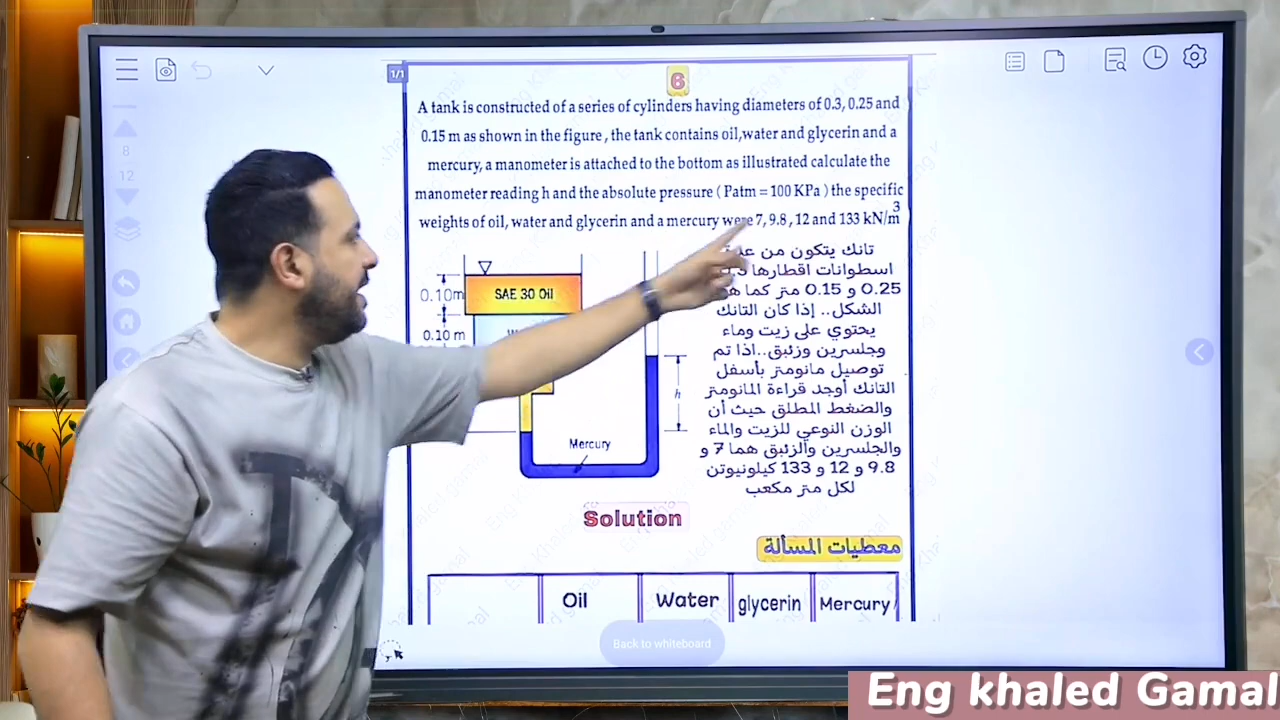 1/1
6
A tank is constructed of a series of cylinders having diameters of 0.3, 0.25 and
0.15 m as shown in the figure, the tank contains oil,water and glycerin and a
mercury, a manometer is attached to the bottom as illustrated calculate the
manometer reading h and the absolute pressure ( Patm = 100 KPa ) the specific
weights of oil, water and glycerin and a mercury were 7, 9.8, 12 and 133 kN/m3
8
12
0.10m
SAE 30 Oil
0.10 m
h
Mercury
تانك يتكون من
اسطوانات اقطارها
0.25 و 0.15 متر كما
الشكل.. إذا كان التانك
يحتوي على زيت وماء
وجلسرين وزئبق..اذا تم
توصيل مانومتر بأسفل
التانك أوجد قراءة المانومتر
والضغط المطلق حيث أن
الوزن النوعي للزيت والماء
والجلسرين والزئبق هما 7 و
9.8 و 12 و 133 كيلونيوتن
لكل متر مكعب
Solution
معطيات المسألة
Oil Water glycerin Mercury
Back to whiteboard
Eng khaled Gamal